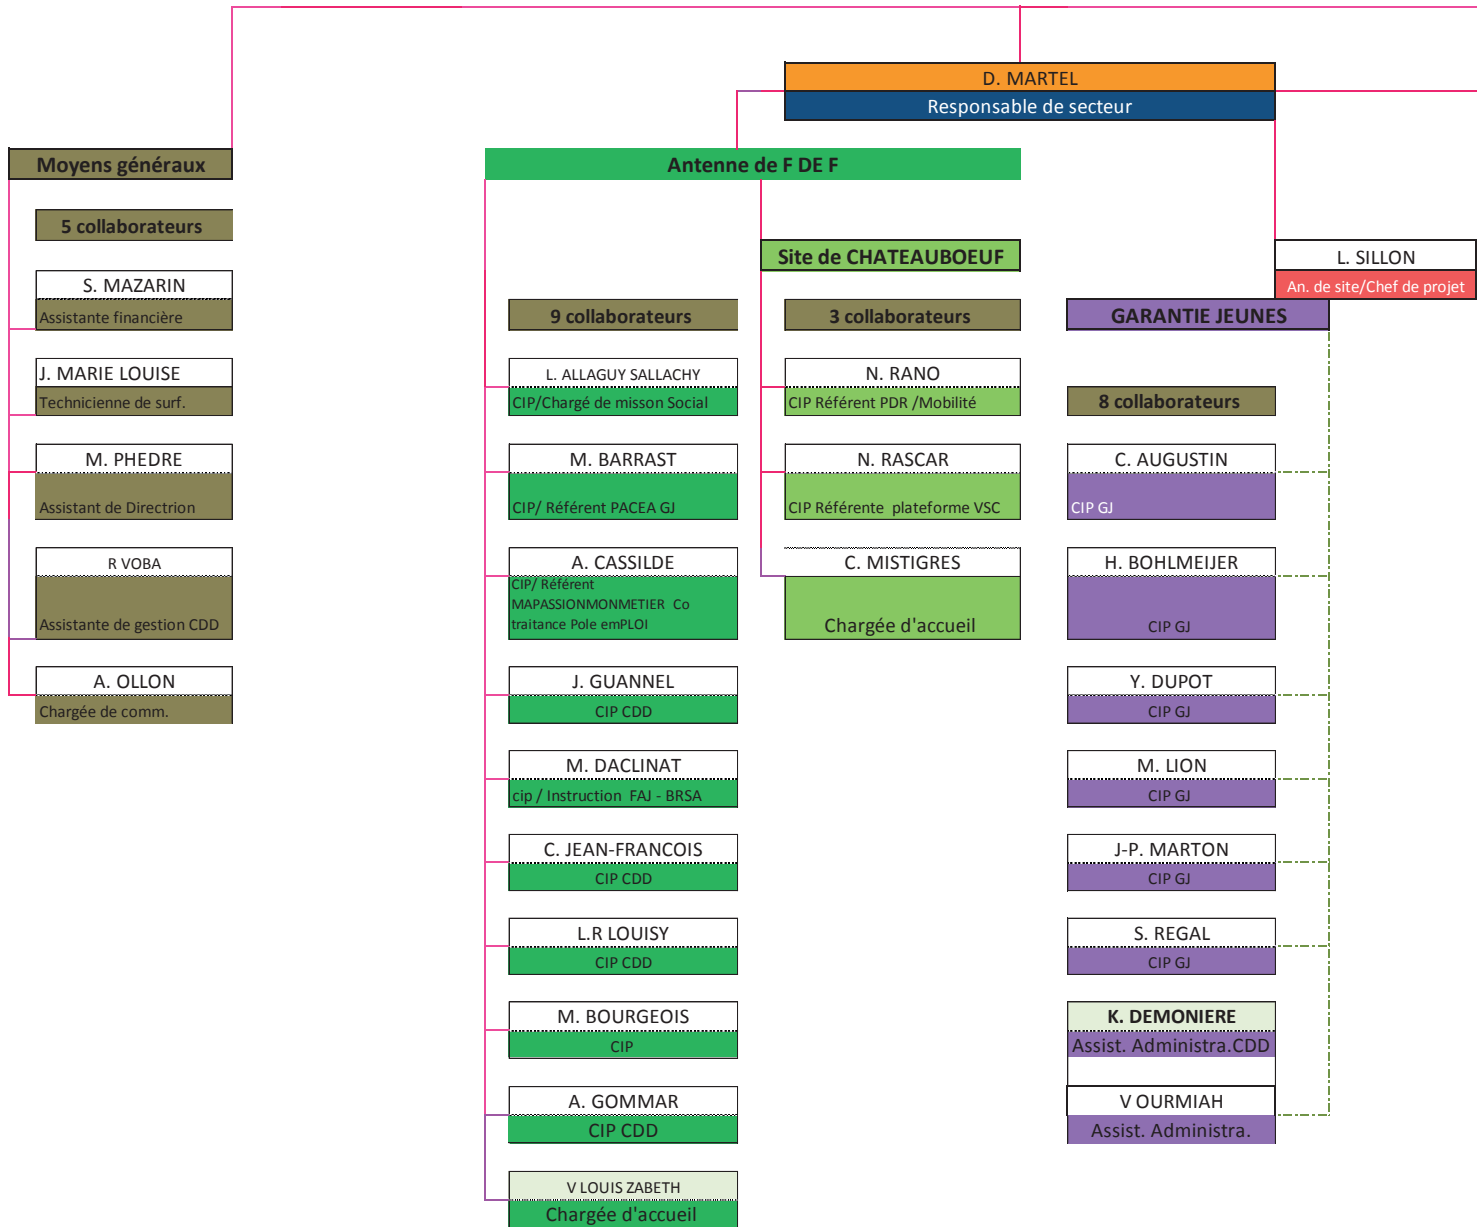 D. MARTEL
Responsable de secteur
Moyens généraux
5 collaborateurs
S. MAZARIN
Assistante financière
J. MARIE LOUISE
Technicienne de surf.
M. PHEDRE
Assistant de Directrion
R VOBA
Assistante de gestion CDD
A. OLLON
Chargée de comm.
Antenne de F DE F
9 collaborateurs
L. ALLAGUY SALLACHY
CIP/Chargé de misson Social
M. BARRAST
CIP/ Référent PACEA GJ
A. CASSILDE
CIP/ Référent
MAPASSIONMONMETIER Co
traitance Pole emPLOI
J. GUANNEL
CIP CDD
M. DACLINAT
cip / Instruction FAJ - BRSA
C. JEAN-FRANCOIS
CIP CDD
L.R LOUISY
CIP CDD
M. BOURGEOIS
CIP
A. GOMMAR
CIP CDD
V LOUIS ZABETH
Chargée d'accueil
Site de CHATEAUBOEUF
3 collaborateurs
N. RANO
CIP Référent PDR /Mobilité
N. RASCAR
CIP Référente plateforme VSC
C. MISTIGRES
Chargée d'accueil
L. SILLON
An. de site/Chef de projet
GARANTIE JEUNES
8 collaborateurs
C. AUGUSTIN
CIP GJ
H. BOHLMEIJER
CIP GJ
Y. DUPOT
CIP GJ
M. LION
CIP GJ
J-P. MARTON
CIP GJ
S. REGAL
CIP GJ
K. DEMONIERE
Assist. Administra.CDD
V OURMIAH
Assist. Administra.